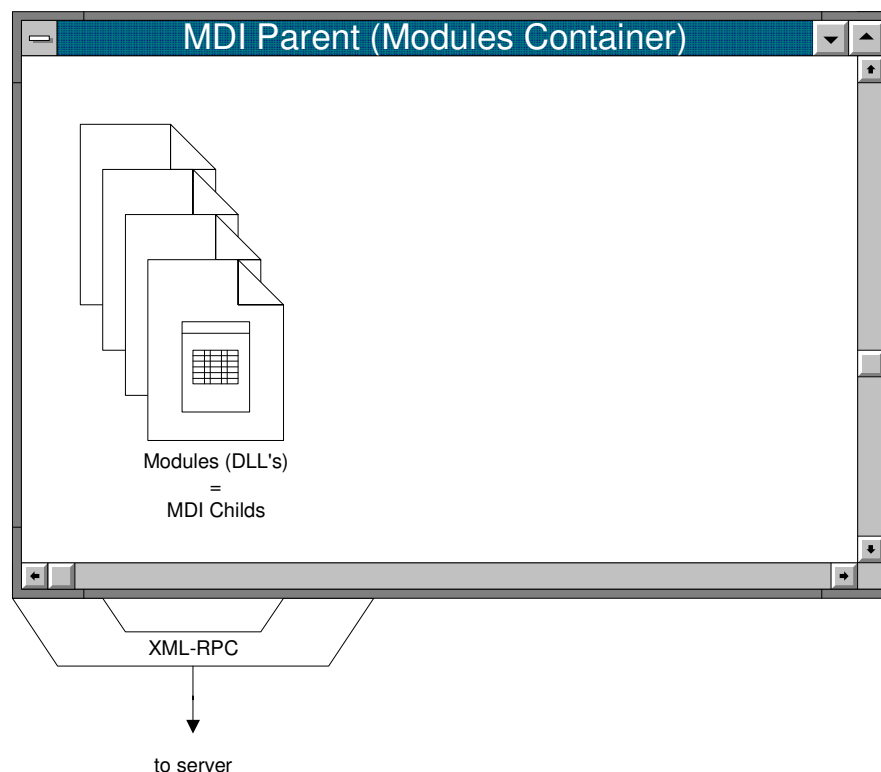 MDI Parent (Modules Container)
Modules (DLL's)
=
MDI Childs
XML-RPC
to server